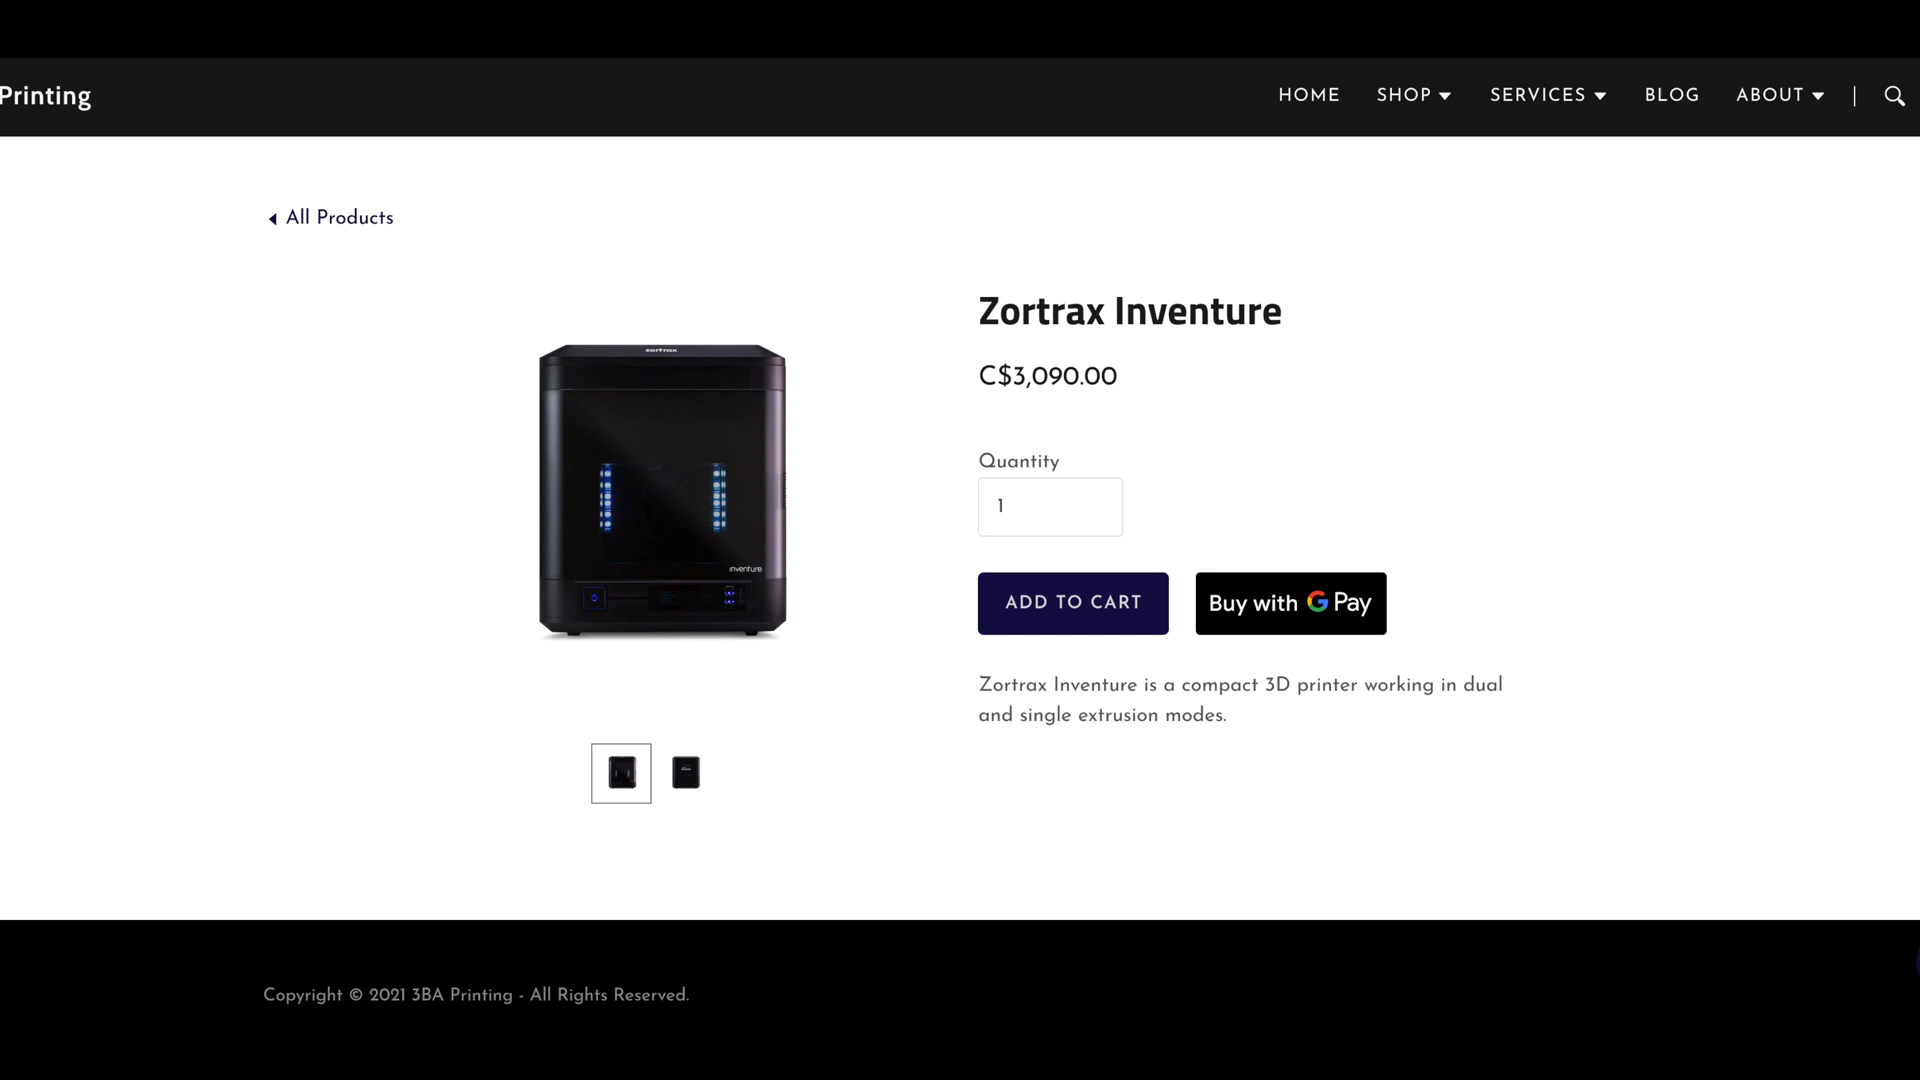 Printing
HOME SHOP SERVICES BLOG ABOUT
All Products
Zortrax Inventure
C$3,090.00
zortrax
Quantity
1
inventure
ADD TO CART
Buy with G Pay
Zortrax Inventure is a compact 3D printer working in dual
and single extrusion modes.
Copyright © 2021 3BA Printing - All Rights Reserved.